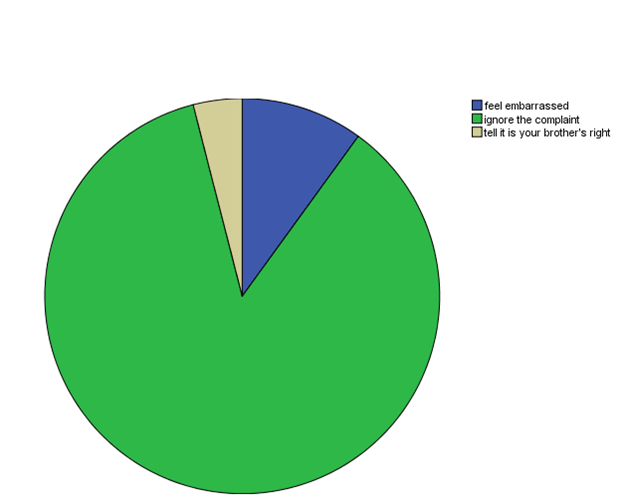 feel embarrassed
ignore the complaint
tell it is your brother's right